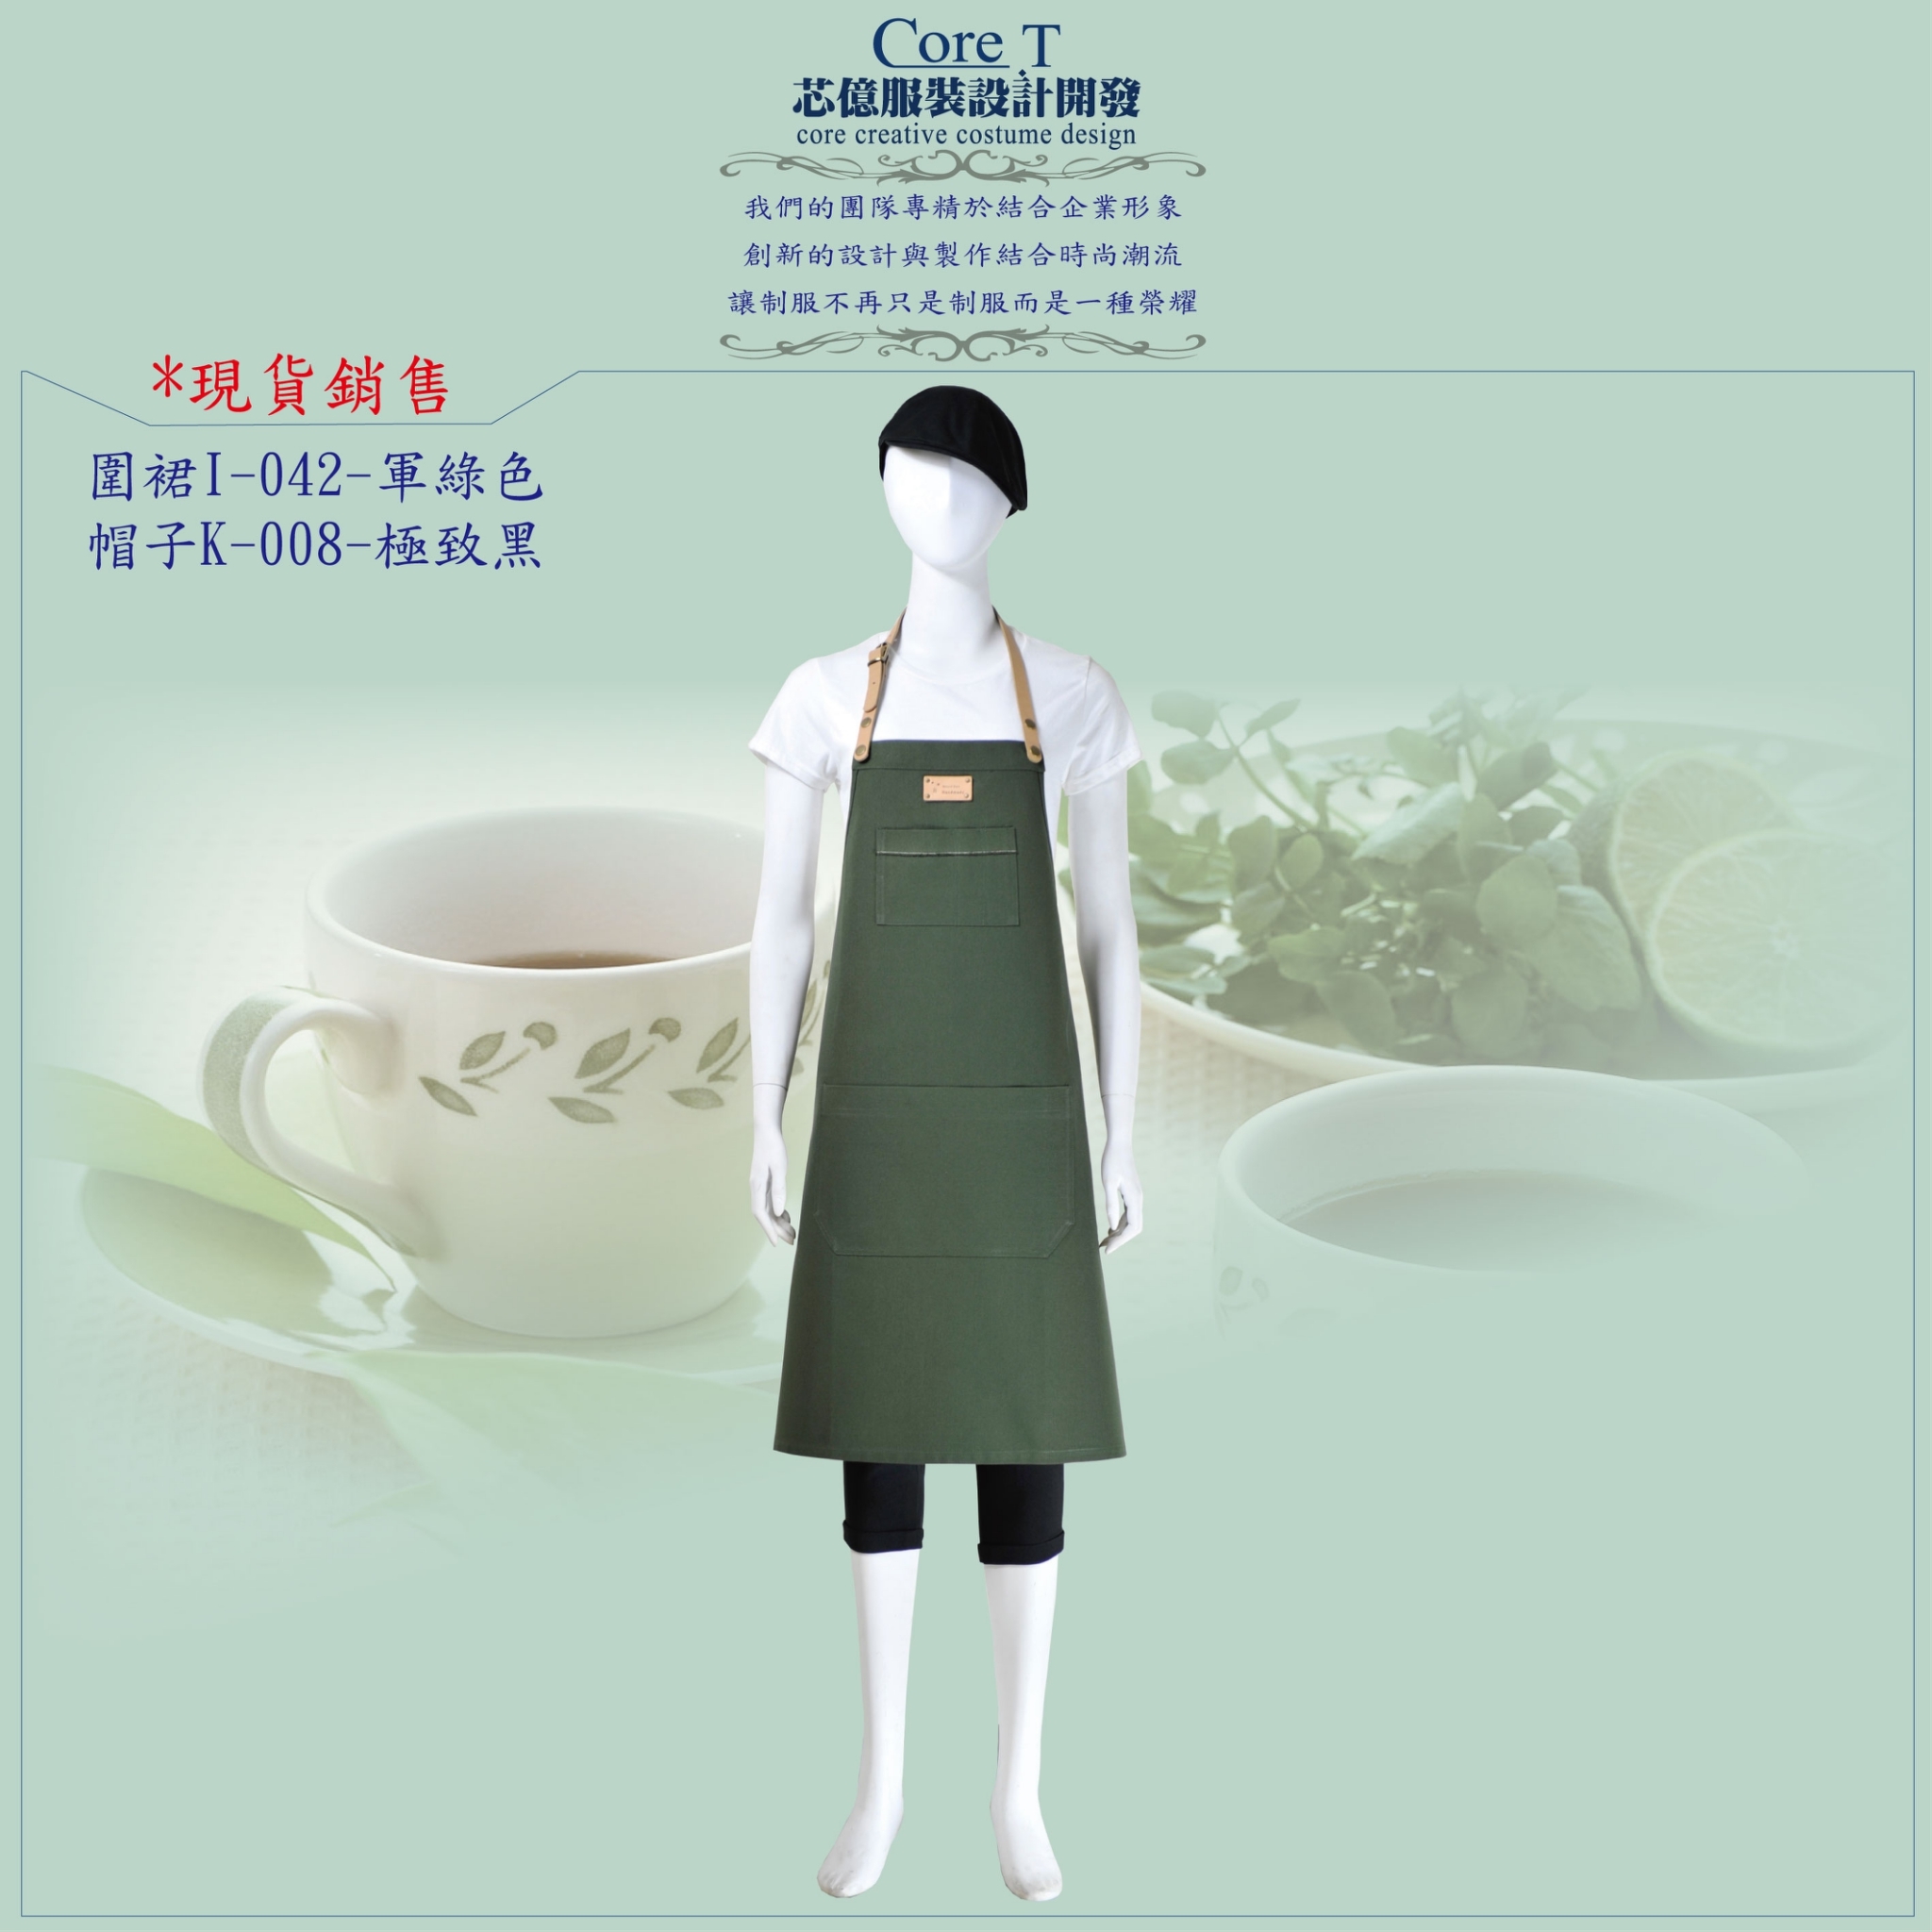 Core T
芯億服裝設計開發
core creative costume design
我們的團隊專精於結合企業形象
創新的設計與製作結合時尚潮流
讓制服不再只是制服而是一種榮耀
*現貨銷售
圍裙I-042-軍綠色
帽子K-008-極致黑